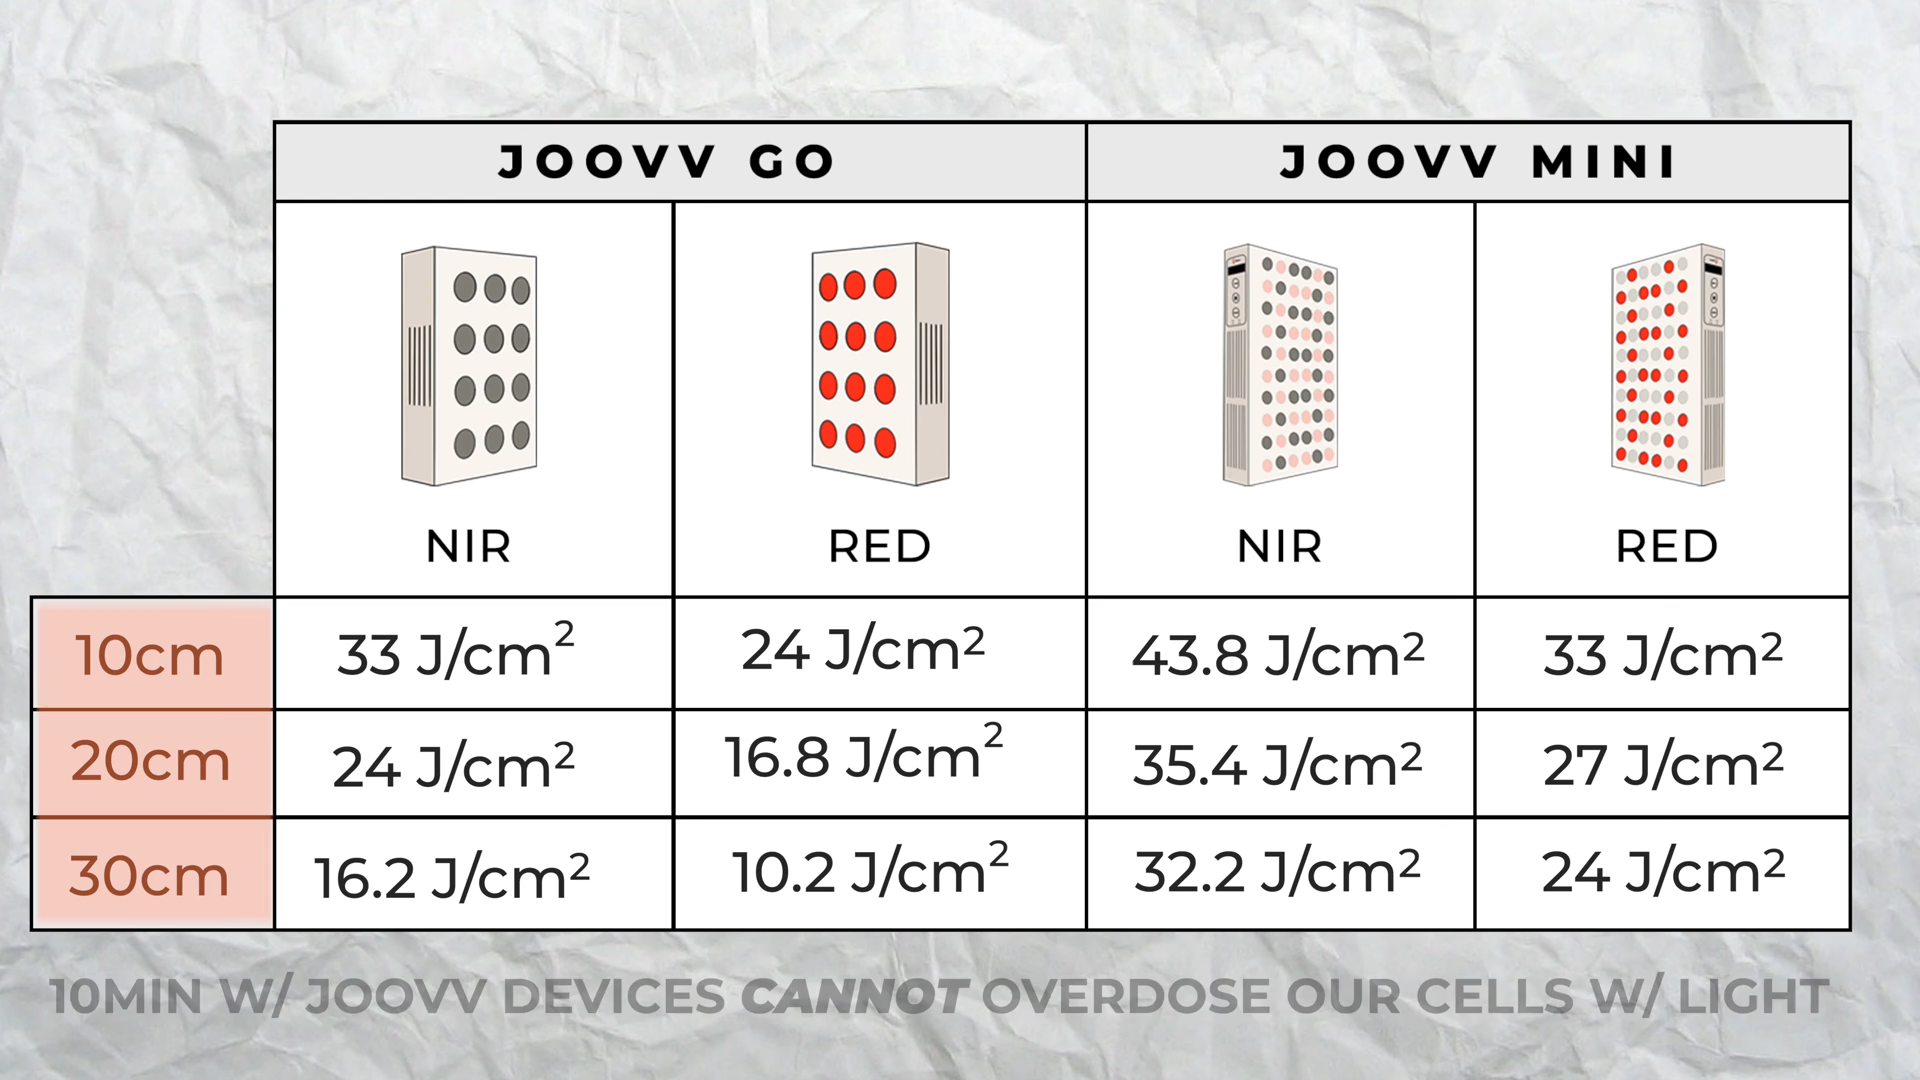 JOOVV GO JOOVV MINI
NIR RED NIR RED
10cm 33 J/cm² 24 J/cm² 43.8 J/cm² 33 J/cm²
20cm 24 J/cm² 16.8 J/cm² 35.4 J/cm² 27 J/cm²
30cm 16.2 J/cm² 10.2 J/cm² 32.2 J/cm² 24 J/cm²
10MIN W/ JOOVV DEVICES CANNOT OVERDOSE OUR CELLS W/ LIGHT